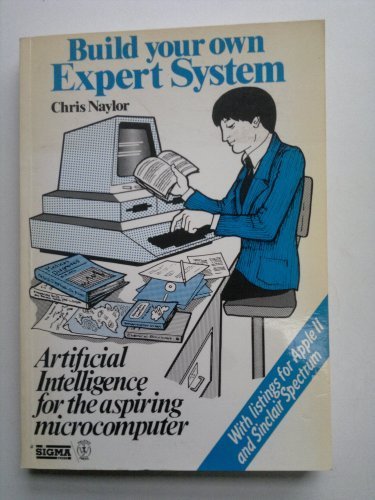 Build your own
Expert System
Chris Naylor
Artificial
Intelligence
for the aspiring
microcomputer
With listings for Apple II
and Sinclair Spectrum
SIGMA